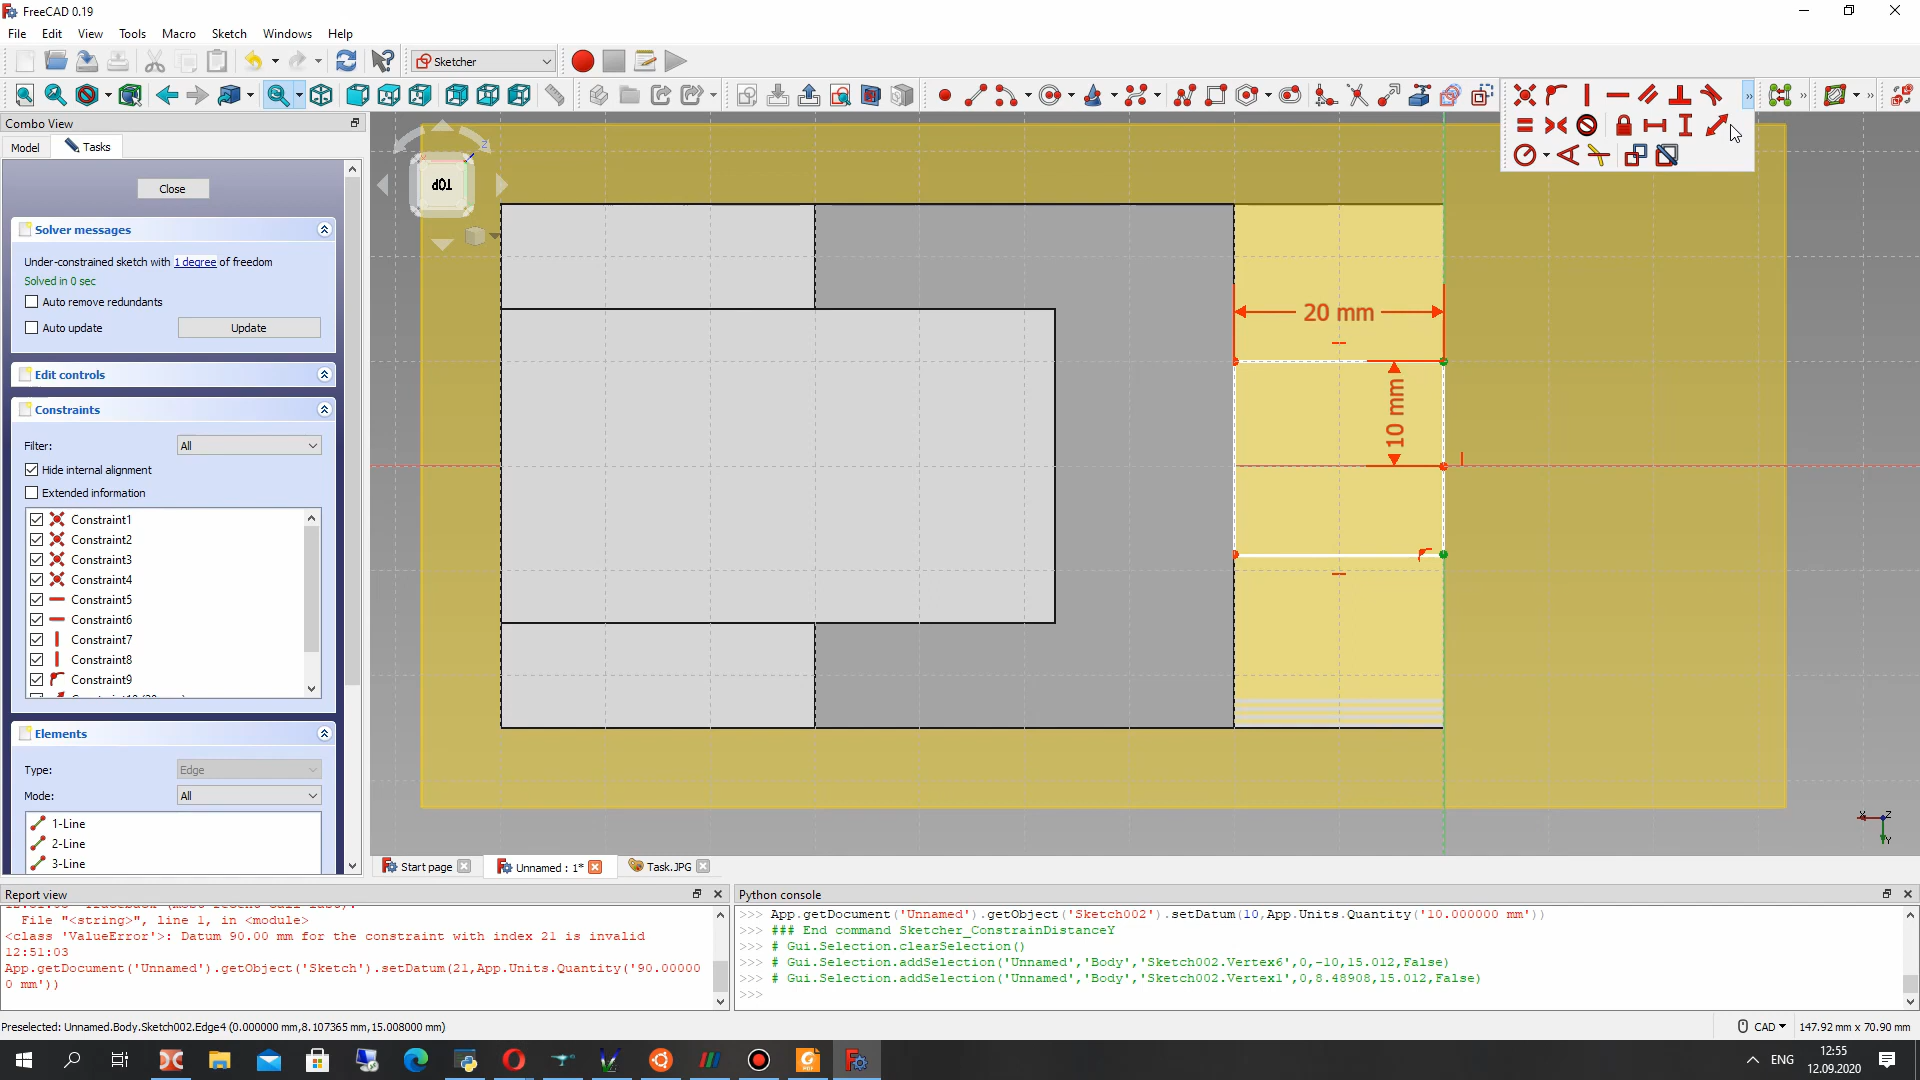 FreeCAD 0.19
File Edit View Tools Macro Sketch Windows Help
Sketcher
Combo View
Model Tasks
Close
Solver messages
Under-constrained sketch with 1 degree of freedom
Solved in 0 sec
Auto remove redundants
Auto update Update
Edit controls
Constraints
Filter: All
Hide internal alignment
Extended information
Constraint1
Constraint2
Constraint3
Constraint4
Constraint5
Constraint6
Constraint7
Constraint8
Constraint9
Elements
Type: Edge
Mode: All
1-Line
2-Line
3-Line
TOP
Z
20 mm
10 mm
X
Z
Y
Start page Unnamed : 1* Task.JPG
Report view
File "<string>", line 1, in <module>
<class 'ValueError'>: Datum 90.00 mm for the constraint with index 21 is invalid
12:51:03
App.getDocument('Unnamed').getObject('Sketch').setDatum(21,App.Units.Quantity('90.00000
0 mm'))
Python console
>>> App.getDocument('Unnamed').getObject('Sketch002').setDatum(10,App.Units.Quantity('10.000000 mm'))
>>> ### End command Sketcher_ConstrainDistanceY
>>> # Gui.Selection.clearSelection()
>>> # Gui.Selection.addSelection('Unnamed','Body','Sketch002.Vertex6',0,-10,15.012,False)
>>> # Gui.Selection.addSelection('Unnamed','Body','Sketch002.Vertex1',0,8.48908,15.012,False)
>>>
Preselected: Unnamed.Body.Sketch002.Edge4 (0.000000 mm,8.107365 mm,15.008000 mm)
CAD 147.92 mm x 70.90 mm
ENG
12:55
12.09.2020